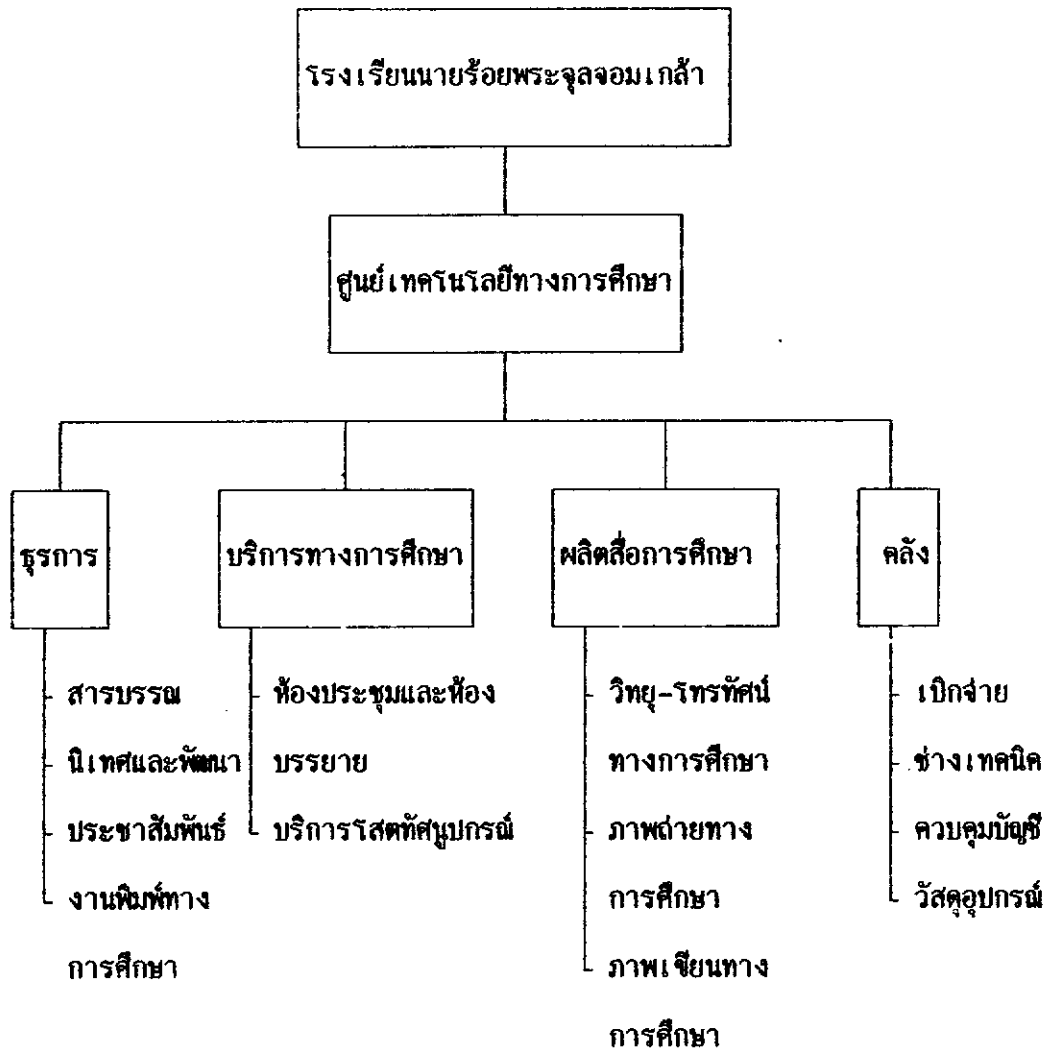 โรงเรียนนายร้อยพระจุลจอมเกล้า
ศูนย์เทคโนโลยีทางการศึกษา
ธุรการ
บริการทางการศึกษา
ผลิตสื่อการศึกษา
คลัง
- สารบรรณ
- นิเทศและพัฒนา
- ประชาสัมพันธ์
- งานพิมพ์ทาง
การศึกษา
- ห้องประชุมและห้อง
บรรยาย
- บริการโสตทัศนูปกรณ์
- วิทยุ-โทรทัศน์
ทางการศึกษา
- ภาพถ่ายทาง
การศึกษา
- ภาพเขียนทาง
การศึกษา
- เบิกจ่าย
- ช่างเทคนิค
- ควบคุมบัญชี
- วัสดุอุปกรณ์